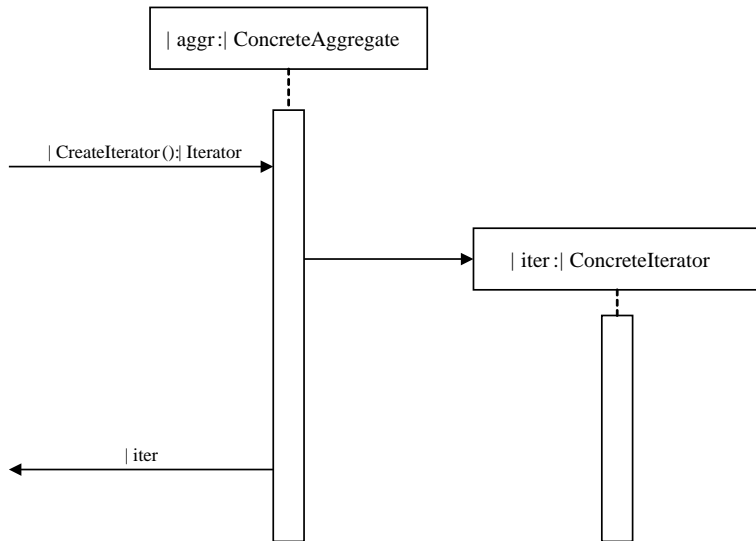 | aggr :| ConcreteAggregate
| CreateIterator():| Iterator
| iter :| ConcreteIterator
| iter